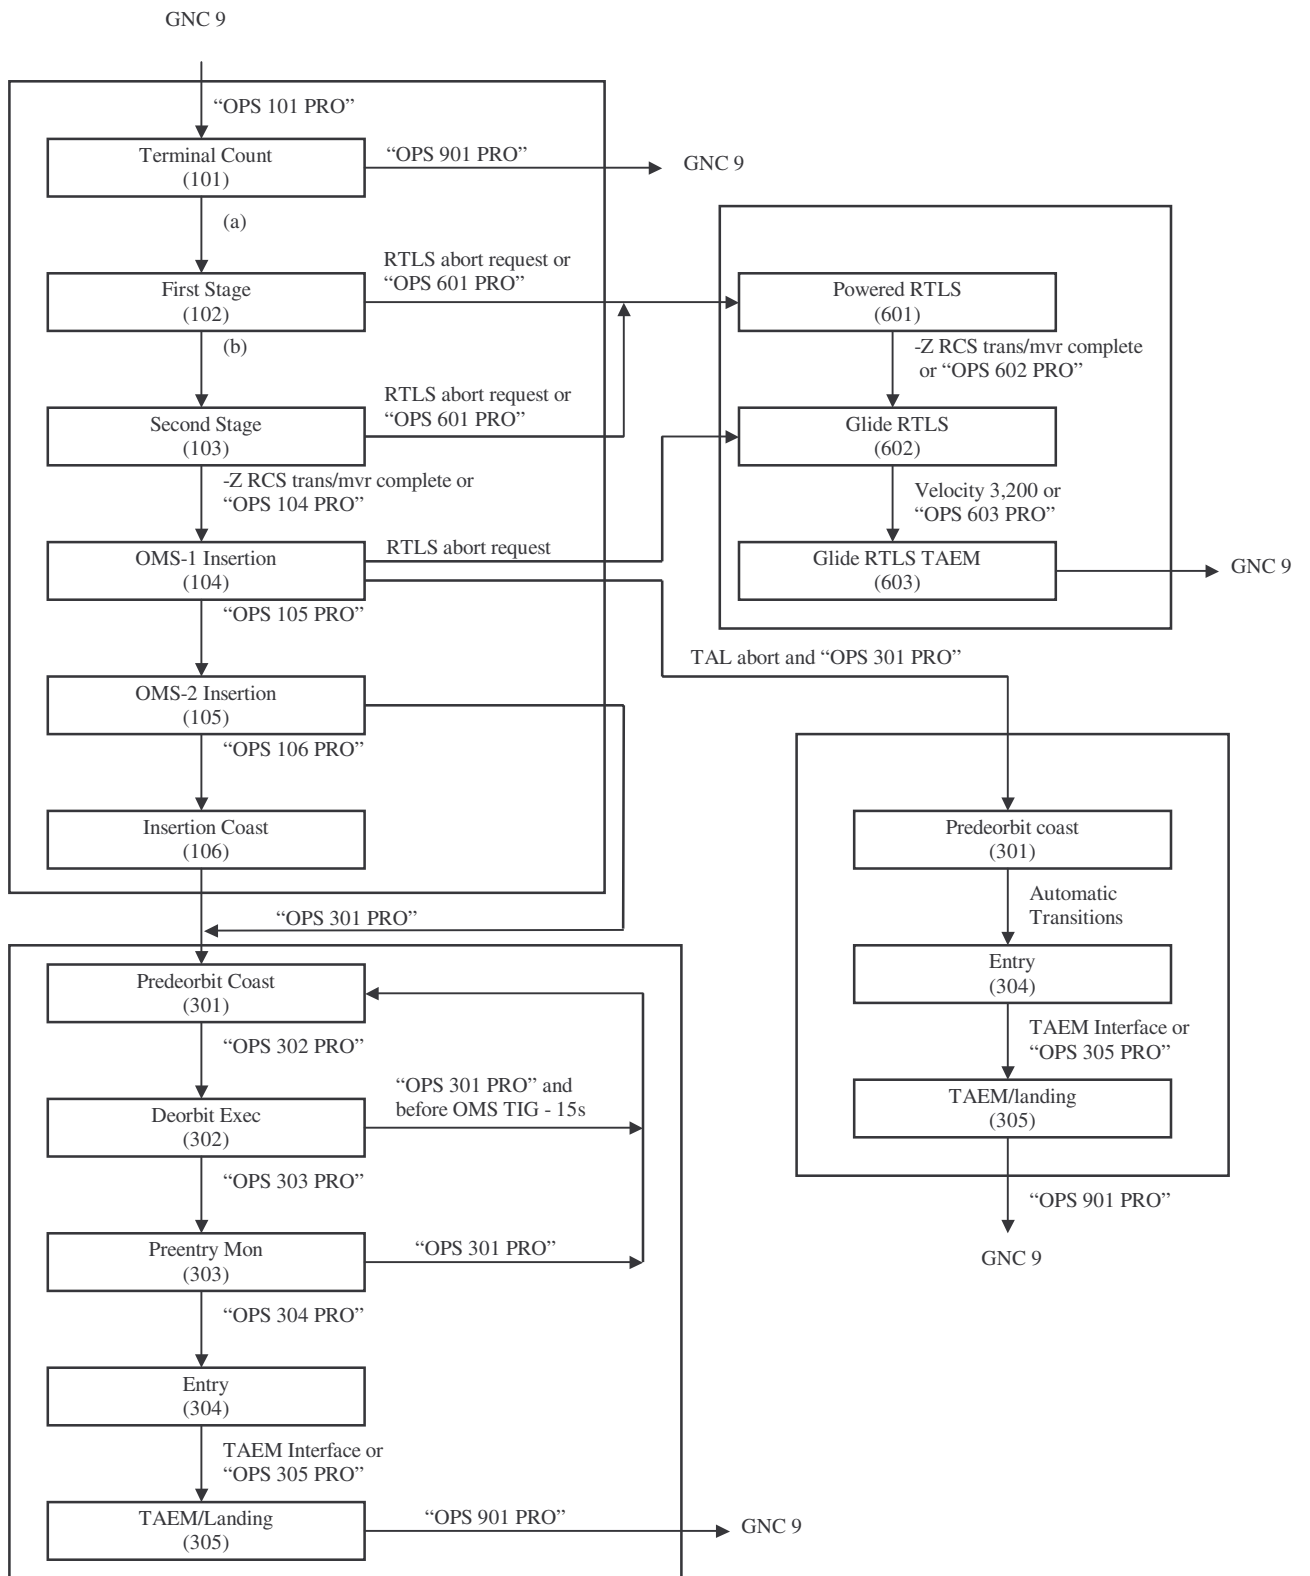 GNC 9
“OPS 101 PRO”
Terminal Count
(101)
“OPS 901 PRO”
GNC 9
(a)
First Stage
(102)
RTLS abort request or
“OPS 601 PRO”
(b)
Second Stage
(103)
RTLS abort request or
“OPS 601 PRO”
-Z RCS trans/mvr complete or
“OPS 104 PRO”
OMS-1 Insertion
(104)
RTLS abort request
“OPS 105 PRO”
OMS-2 Insertion
(105)
“OPS 106 PRO”
Insertion Coast
(106)
“OPS 301 PRO”
Powered RTLS
(601)
-Z RCS trans/mvr complete
or “OPS 602 PRO”
Glide RTLS
(602)
Velocity 3,200 or
“OPS 603 PRO”
Glide RTLS TAEM
(603)
GNC 9
TAL abort and “OPS 301 PRO”
Predeorbit coast
(301)
Automatic
Transitions
Entry
(304)
TAEM Interface or
“OPS 305 PRO”
TAEM/landing
(305)
“OPS 901 PRO”
GNC 9
Predeorbit Coast
(301)
“OPS 302 PRO”
Deorbit Exec
(302)
“OPS 301 PRO” and
before OMS TIG - 15s
“OPS 303 PRO”
Preentry Mon
(303)
“OPS 301 PRO”
“OPS 304 PRO”
Entry
(304)
TAEM Interface or
“OPS 305 PRO”
TAEM/Landing
(305)
“OPS 901 PRO”
GNC 9